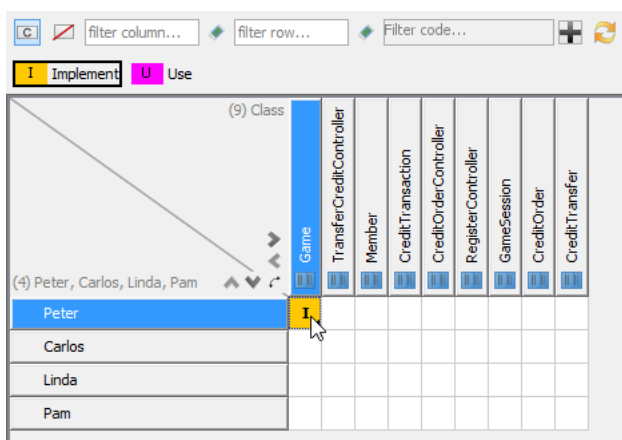 C filter column... filter row... Filter code...
I Implement U Use
(9) Class
Game
TransferCreditController
Member
CreditTransaction
CreditOrderController
RegisterController
GameSession
CreditOrder
CreditTransfer
(4) Peter, Carlos, Linda, Pam
Peter I
Carlos
Linda
Pam